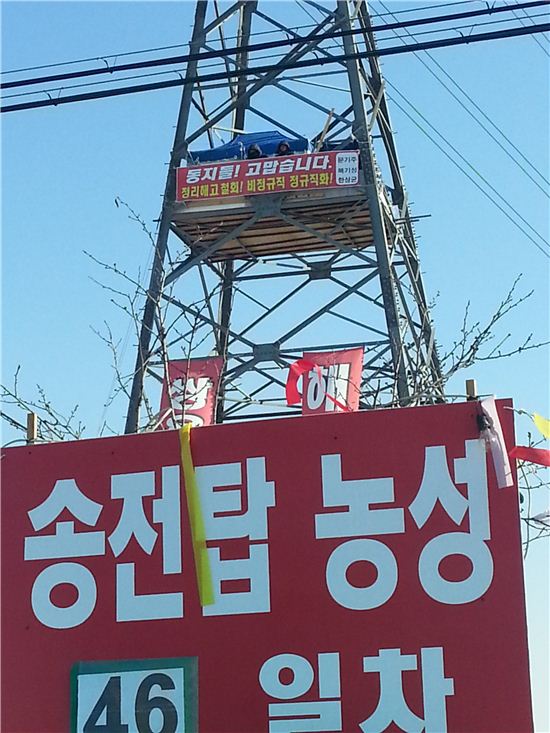 동지들! 고맙습니다.
정리해고철회! 비정규직 정규직화!
문기주
복기성
한상균
해
송전탑 농성
46 일차